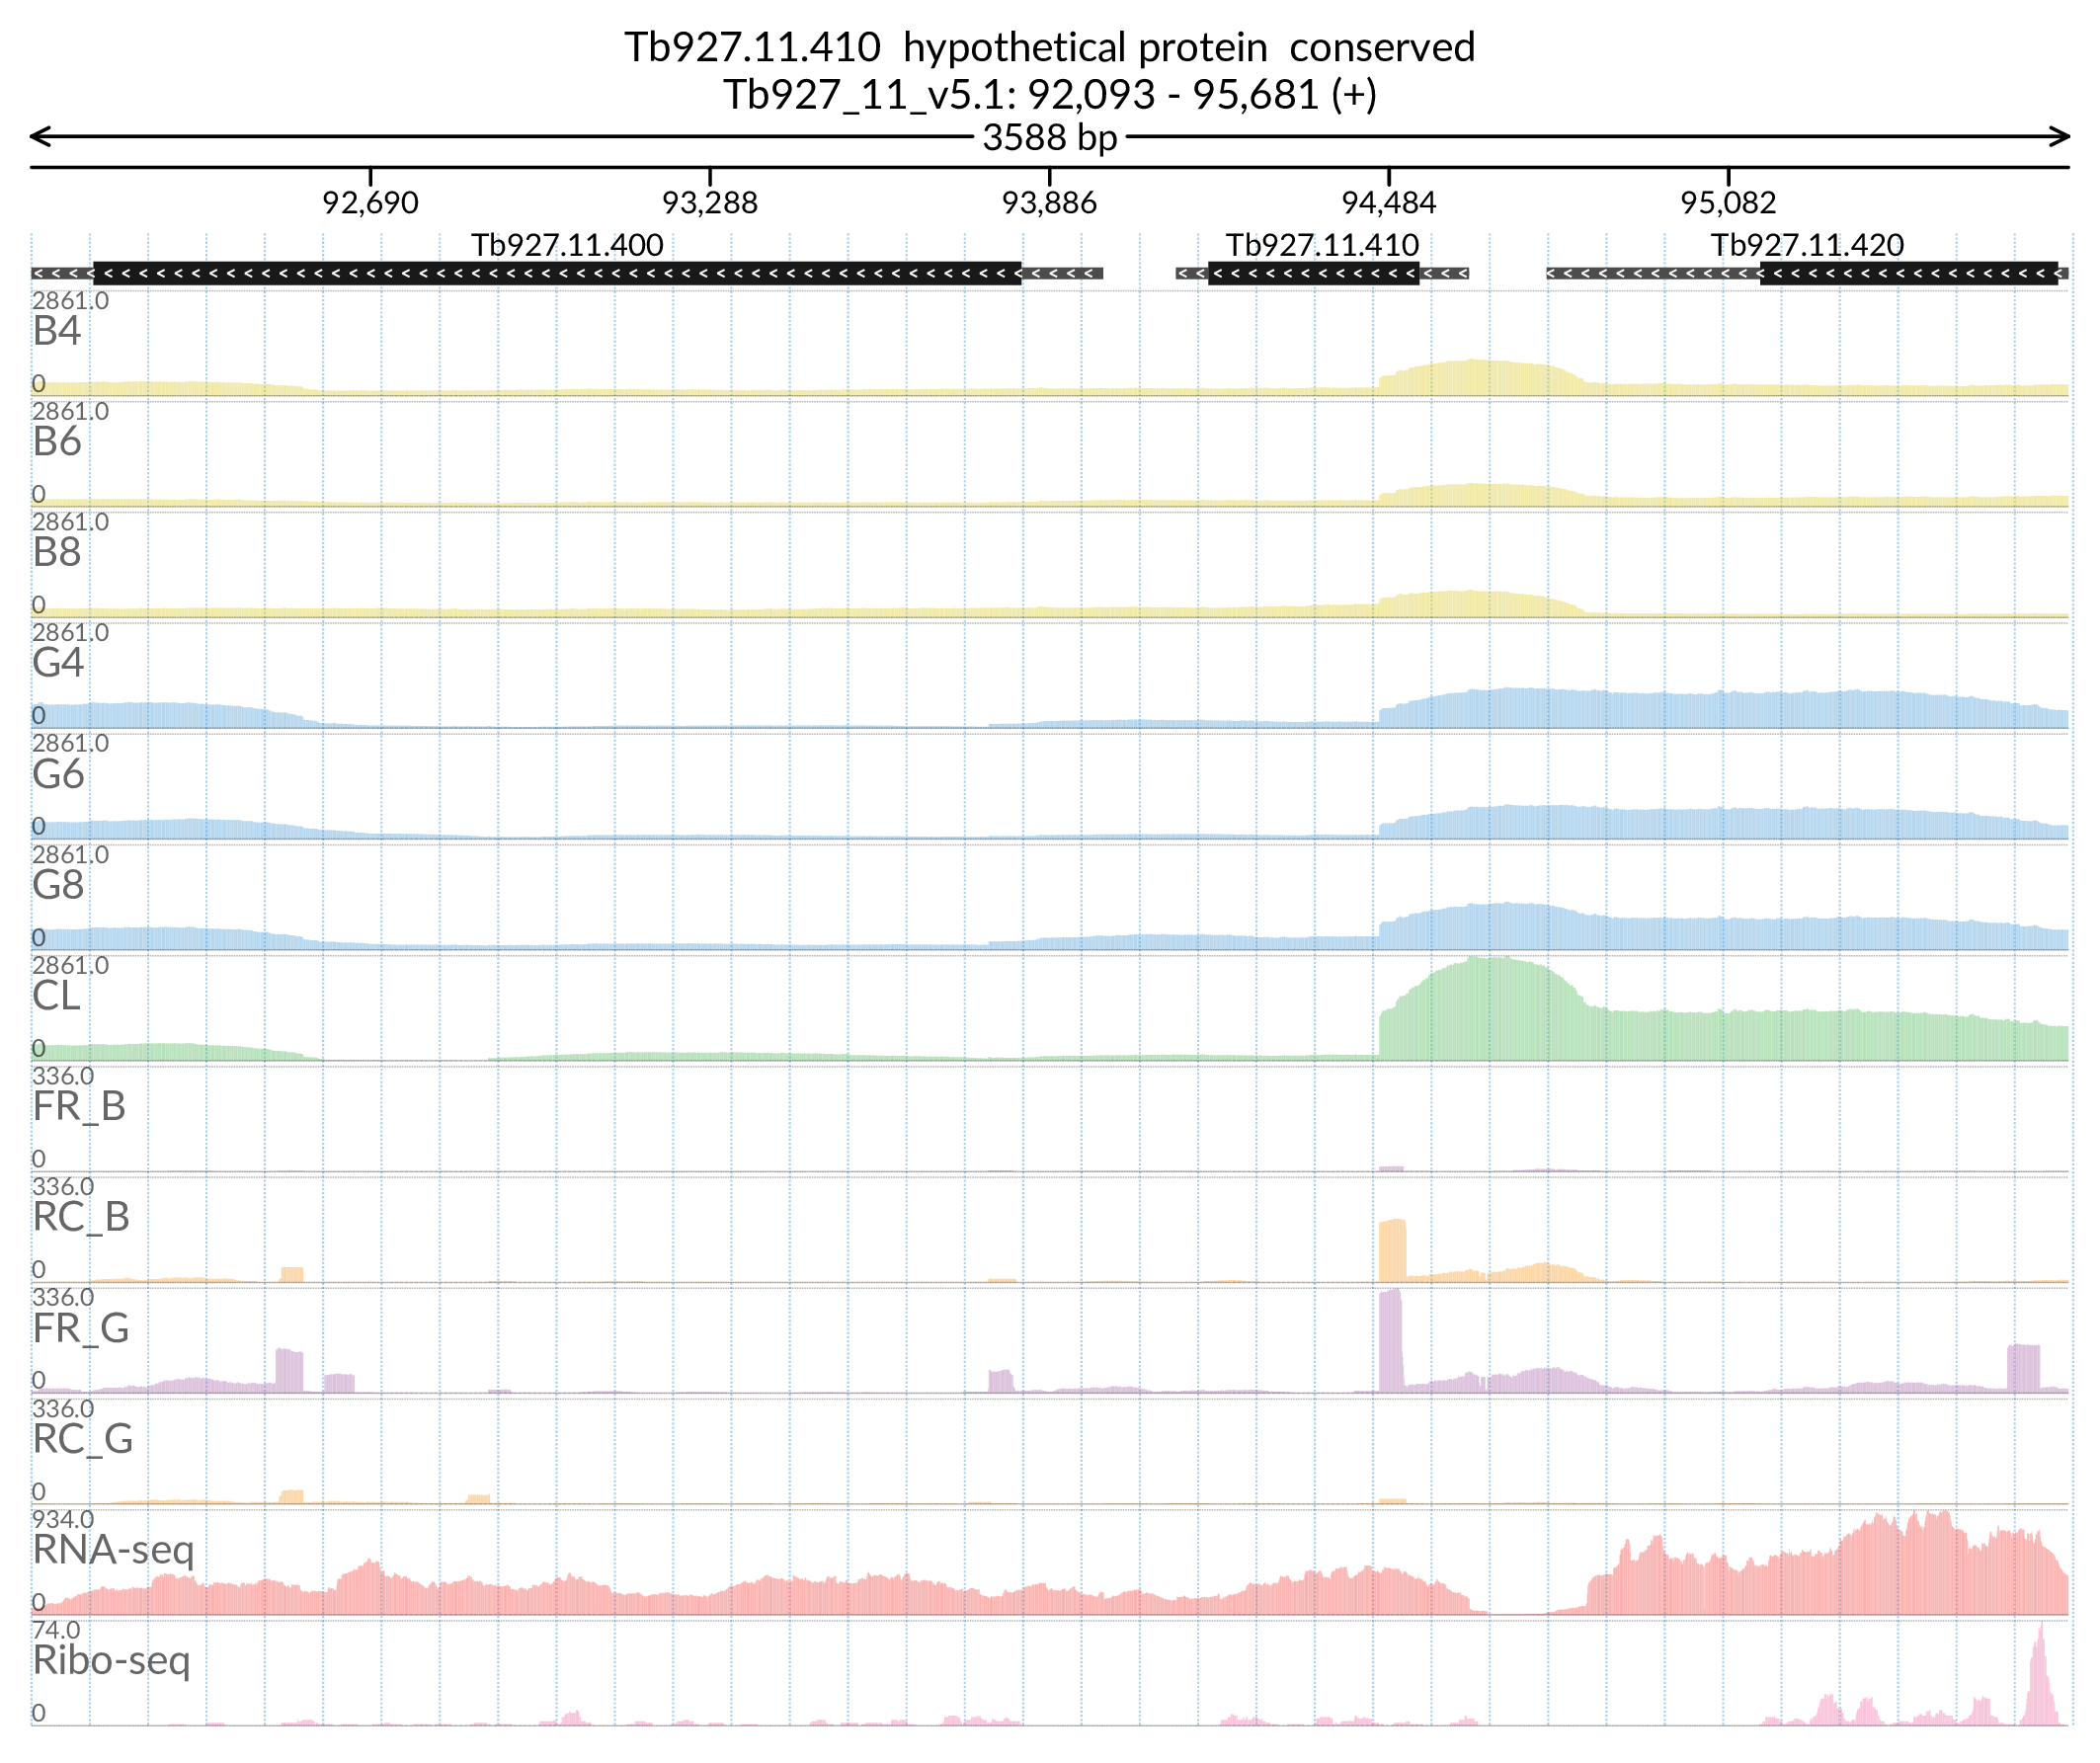 Tb927.11.410  hypothetical protein  conserved
Tb927_11_v5.1: 92,093 - 95,681 (+)
3588 bp
92,690 93,288 93,886 94,484 95,082
Tb927.11.400 Tb927.11.410 Tb927.11.420
2861.0
B4
0
2861.0
B6
0
2861.0
B8
0
2861.0
G4
0
2861.0
G6
0
2861.0
G8
0
2861.0
CL
0
336.0
FR_B
0
336.0
RC_B
0
336.0
FR_G
0
336.0
RC_G
0
934.0
RNA-seq
0
74.0
Ribo-seq
0